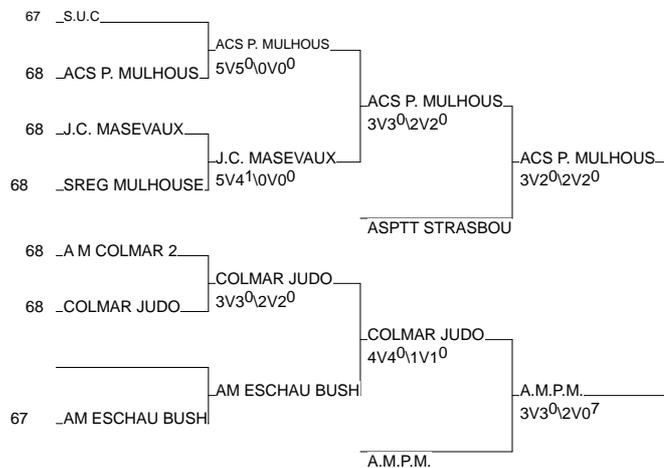 67 S.U.C
ACS P. MULHOUS
68 ACS P. MULHOUS
5V5⁰\0V0⁰
ACS P. MULHOUS
3V3⁰\2V2⁰
68 J.C. MASEVAUX
J.C. MASEVAUX
5V4¹\0V0⁰
ACS P. MULHOUS
3V2⁰\2V2⁰
68 SREG MULHOUSE
ASPTT STRASBOU
68 A M COLMAR 2
COLMAR JUDO
3V3⁰\2V2⁰
68 COLMAR JUDO
COLMAR JUDO
4V4⁰\1V1⁰
AM ESCHAU BUSH
A.M.P.M.
3V3⁰\2V0⁷
67 AM ESCHAU BUSH
A.M.P.M.